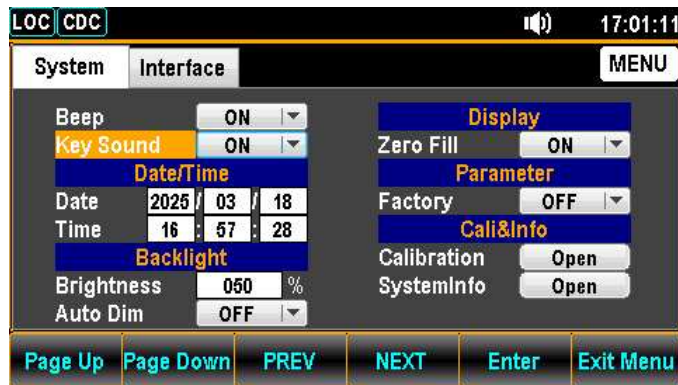 LOC CDC 17:01:11
System Interface MENU
Beep ON
Key Sound ON
Date/Time
Date 2025 / 03 / 18
Time 16 : 57 : 28
Backlight
Brightness 050 %
Auto Dim OFF
Display
Zero Fill ON
Parameter
Factory OFF
Cali&Info
Calibration Open
SystemInfo Open
Page Up Page Down PREV NEXT Enter Exit Menu